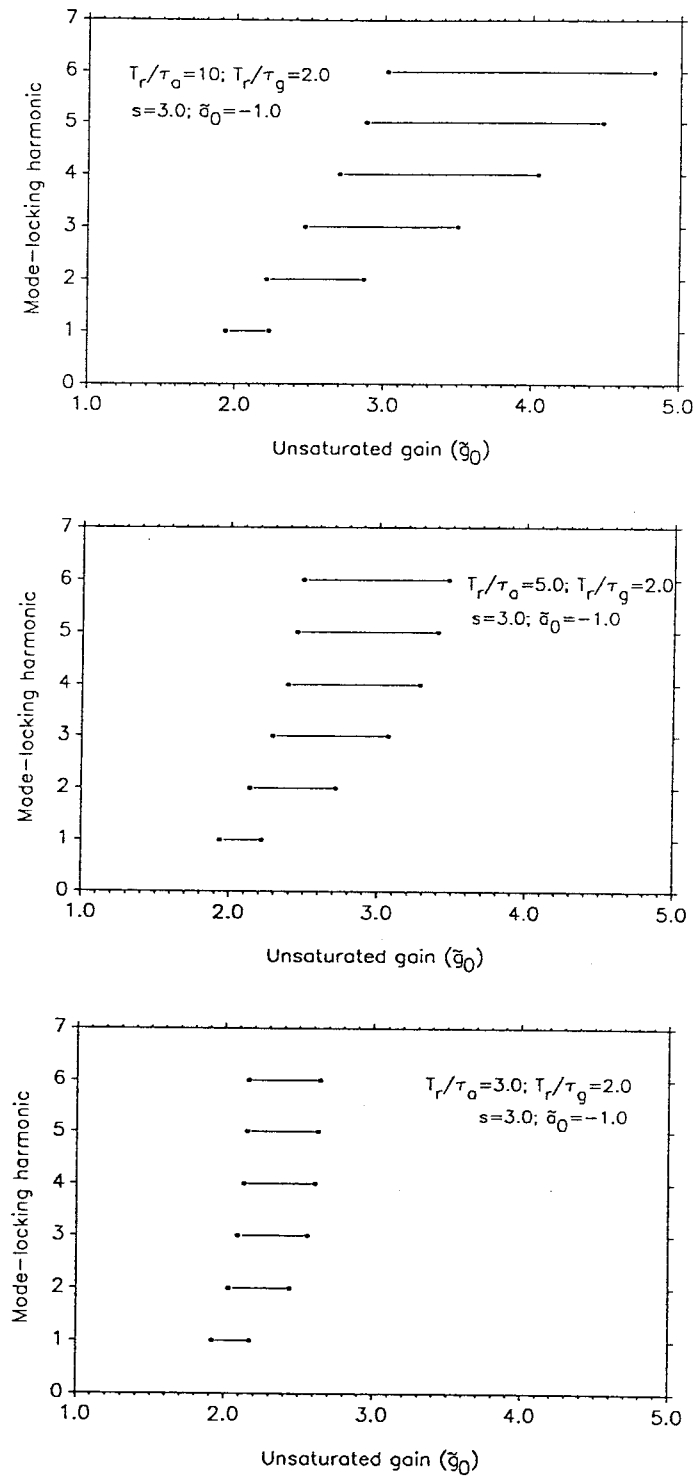 7
6
5
4
3
2
1
0
Mode-locking harmonic
T_r/τ_a=10; T_r/τ_g=2.0
s=3.0; ã_0=-1.0
1.0 2.0 3.0 4.0 5.0
Unsaturated gain (g̃_0)
7
6
5
4
3
2
1
0
Mode-locking harmonic
T_r/τ_a=5.0; T_r/τ_g=2.0
s=3.0; ã_0=-1.0
1.0 2.0 3.0 4.0 5.0
Unsaturated gain (g̃_0)
7
6
5
4
3
2
1
0
Mode-locking harmonic
T_r/τ_a=3.0; T_r/τ_g=2.0
s=3.0; ã_0=-1.0
1.0 2.0 3.0 4.0 5.0
Unsaturated gain (g̃_0)